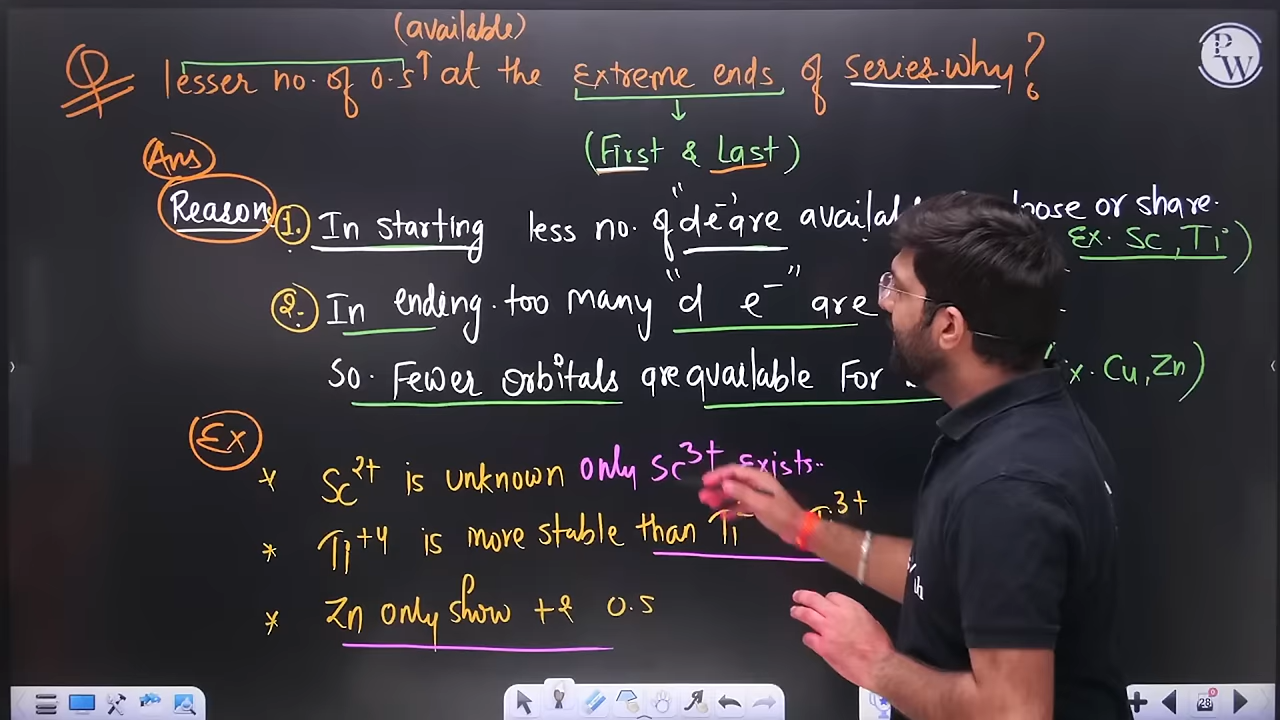 (available)
Q lesser no. of o.s ↑ at the extreme ends of series. why?
PW
(First & Last)
Ans
Reason 1. In starting less no. of "d e⁻" are available loose or share.
Ex. Sc, Ti)
2. In ending. too many "d e⁻" are
So. Fewer orbitals are available For
x. Cu, Zn)
Ex
* Sc²⁺ is unknown only Sc³⁺ exists..
* Ti⁺⁴ is more stable than Ti 3+
* Zn only show +2 o.s
28